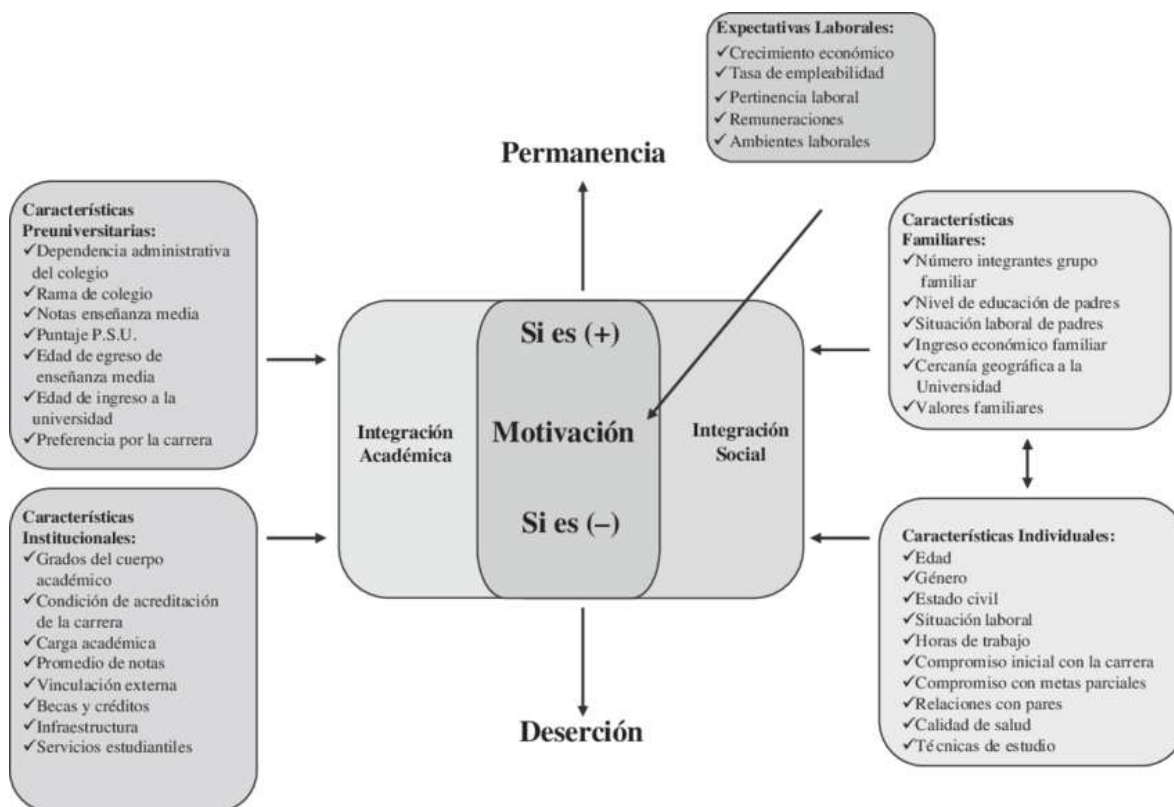 Expectativas Laborales:
✓Crecimiento económico
✓Tasa de empleabilidad
✓Pertinencia laboral
✓Remuneraciones
✓Ambientes laborales
Permanencia
Características
Preuniversitarias:
✓Dependencia administrativa
del colegio
✓Rama de colegio
✓Notas enseñanza media
✓Puntaje P.S.U.
✓Edad de egreso de
enseñanza media
✓Edad de ingreso a la
universidad
✓Preferencia por la carrera
Características
Institucionales:
✓Grados del cuerpo
académico
✓Condición de acreditación
de la carrera
✓Carga académica
✓Promedio de notas
✓Vinculación externa
✓Becas y créditos
✓Infraestructura
✓Servicios estudiantiles
Integración
Académica
Si es (+)
Motivación
Si es (–)
Integración
Social
Deserción
Características
Familiares:
✓Número integrantes grupo
familiar
✓Nivel de educación de padres
✓Situación laboral de padres
✓Ingreso económico familiar
✓Cercanía geográfica a la
Universidad
✓Valores familiares
Características Individuales:
✓Edad
✓Género
✓Estado civil
✓Situación laboral
✓Horas de trabajo
✓Compromiso inicial con la carrera
✓Compromiso con metas parciales
✓Relaciones con pares
✓Calidad de salud
✓Técnicas de estudio